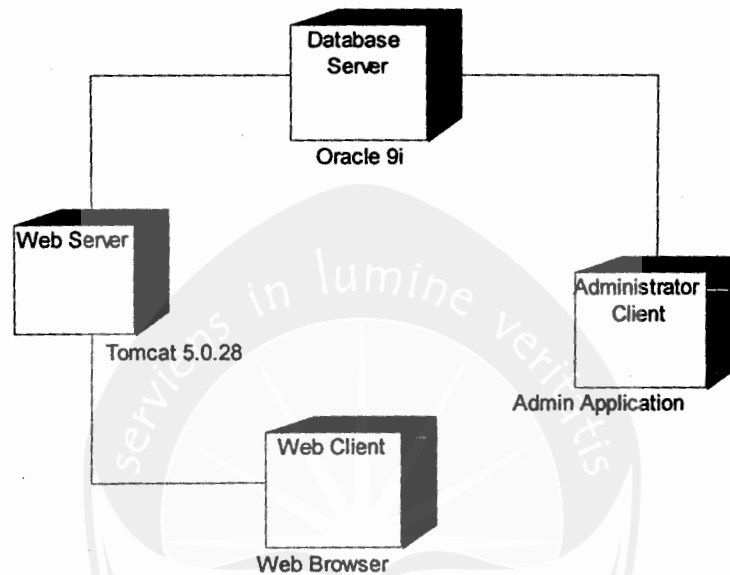 Database
Server
Oracle 9i
Web Server
Tomcat 5.0.28
Administrator
Client
Admin Application
Web Client
Web Browser
serviens in lumine veritatis